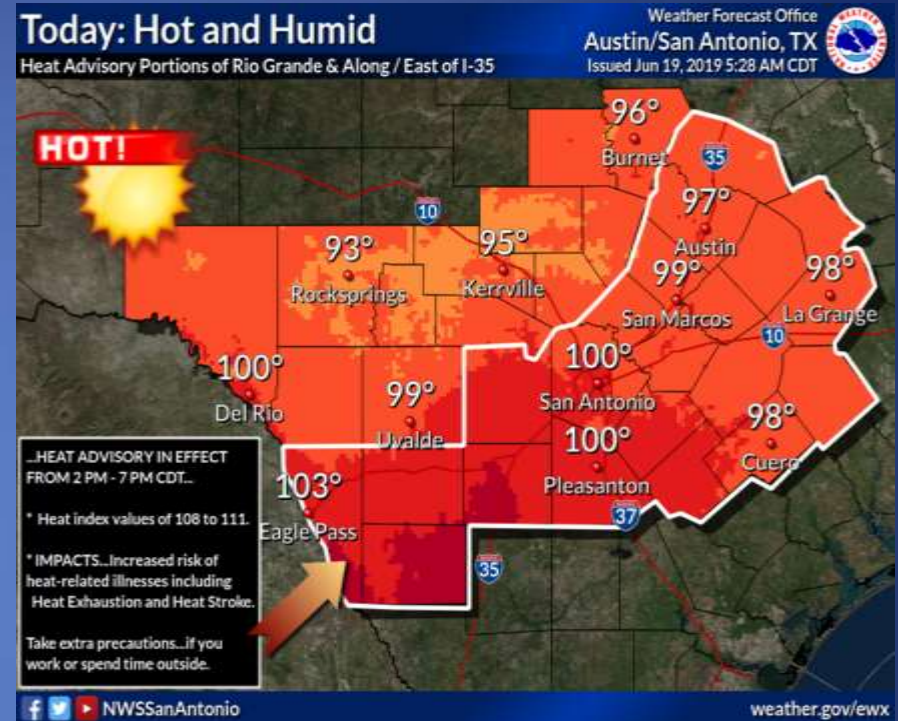 Today: Hot and Humid
Heat Advisory Portions of Rio Grande & Along / East of I-35
Weather Forecast Office
Austin/San Antonio, TX
Issued Jun 19, 2019 5:28 AM CDT
NATIONAL WEATHER SERVICE
HOT!
96°
Burnet
35
10
97°
Austin
93°
Rocksprings
95°
Kerrville
99°
San Marcos
98°
La Grange
10
100°
Del Rio
99°
Uvalde
100°
San Antonio
98°
Cuero
100°
Pleasanton
103°
Eagle Pass
37
35
...HEAT ADVISORY IN EFFECT
FROM 2 PM - 7 PM CDT...
* Heat index values of 108 to 111.
* IMPACTS...Increased risk of
heat-related illnesses including
Heat Exhaustion and Heat Stroke.
Take extra precautions...if you
work or spend time outside.
NWSSanAntonio
weather.gov/ewx